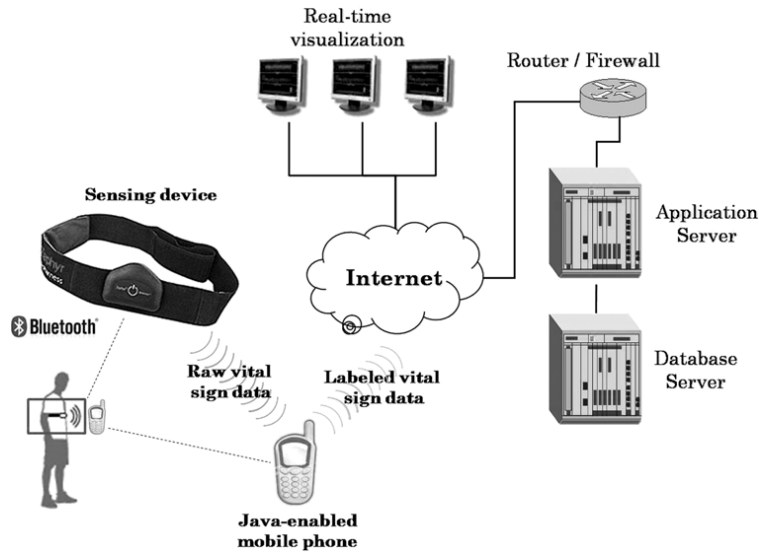 Real-time
visualization
Router / Firewall
Sensing device
Application
Server
Internet
Bluetooth®
Raw vital
sign data
Labeled vital
sign data
Database
Server
Java-enabled
mobile phone